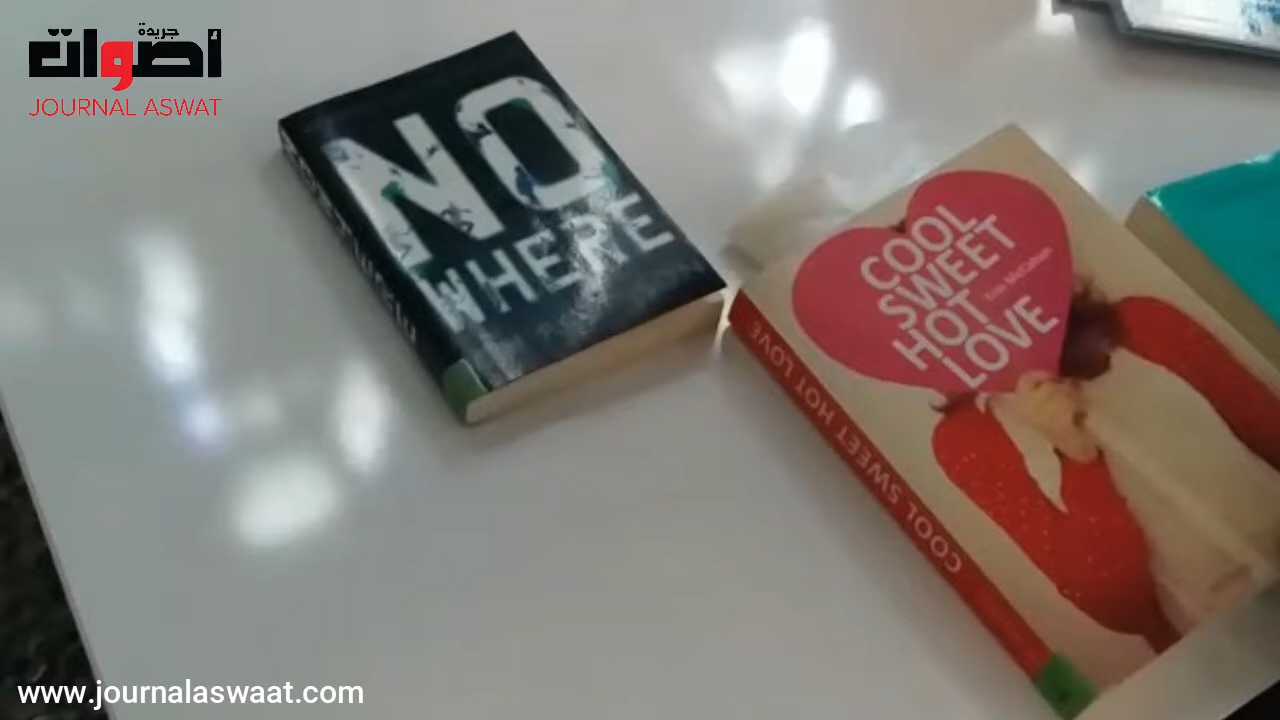 جريدة
أصوات
JOURNAL ASWAT
NO
WHERE
COOL
SWEET
HOT
LOVE
COOL SWEET HOT LOVE
www.journalaswaat.com